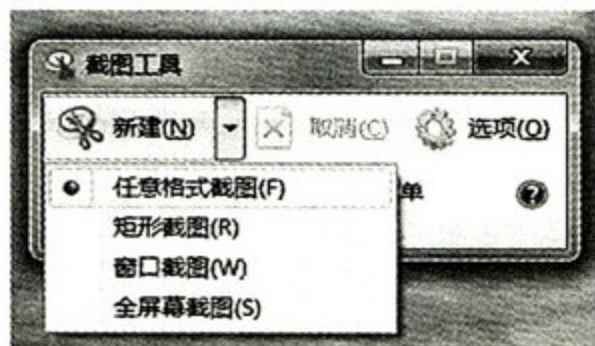 截图工具
新建(N) 取消(C) 选项(O)
任意格式截图(F)
单
矩形截图(R)
窗口截图(W)
全屏幕截图(S)